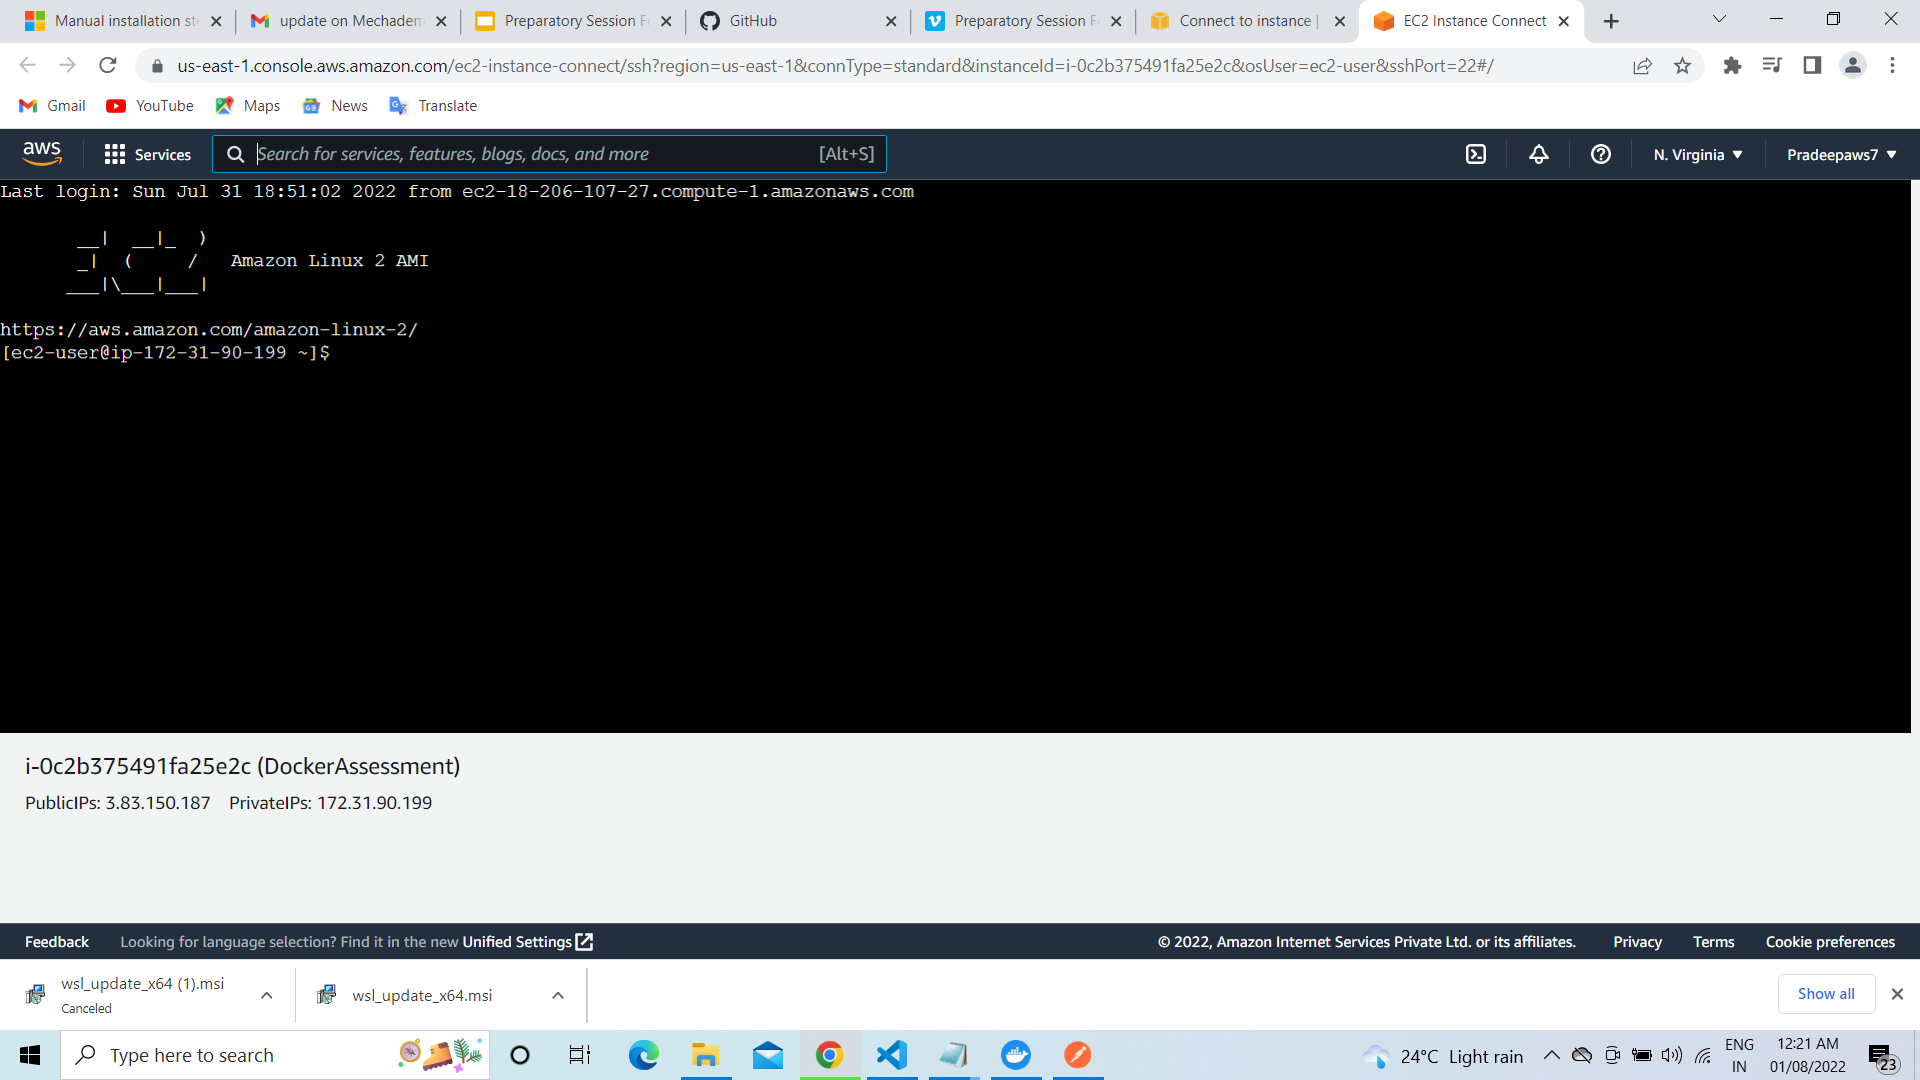 Manual installation ste
update on Mechadem
Preparatory Session Fo
GitHub
Preparatory Session Fo
Connect to instance |
EC2 Instance Connect
us-east-1.console.aws.amazon.com/ec2-instance-connect/ssh?region=us-east-1&connType=standard&instanceId=i-0c2b375491fa25e2c&osUser=ec2-user&sshPort=22#/
Gmail
YouTube
Maps
News
Translate
aws
Services
Search for services, features, blogs, docs, and more
[Alt+S]
N. Virginia
Pradeepaws7
Last login: Sun Jul 31 18:51:02 2022 from ec2-18-206-107-27.compute-1.amazonaws.com
       __|  __|_  )
       _|  (     /   Amazon Linux 2 AMI
      ___|\___|___|
https://aws.amazon.com/amazon-linux-2/
[ec2-user@ip-172-31-90-199 ~]$
i-0c2b375491fa25e2c (DockerAssessment)
PublicIPs: 3.83.150.187 PrivateIPs: 172.31.90.199
Feedback
Looking for language selection? Find it in the new Unified Settings
© 2022, Amazon Internet Services Private Ltd. or its affiliates.
Privacy
Terms
Cookie preferences
wsl_update_x64 (1).msi
Canceled
wsl_update_x64.msi
Show all
Type here to search
24°C Light rain
ENG
IN
12:21 AM
01/08/2022
23